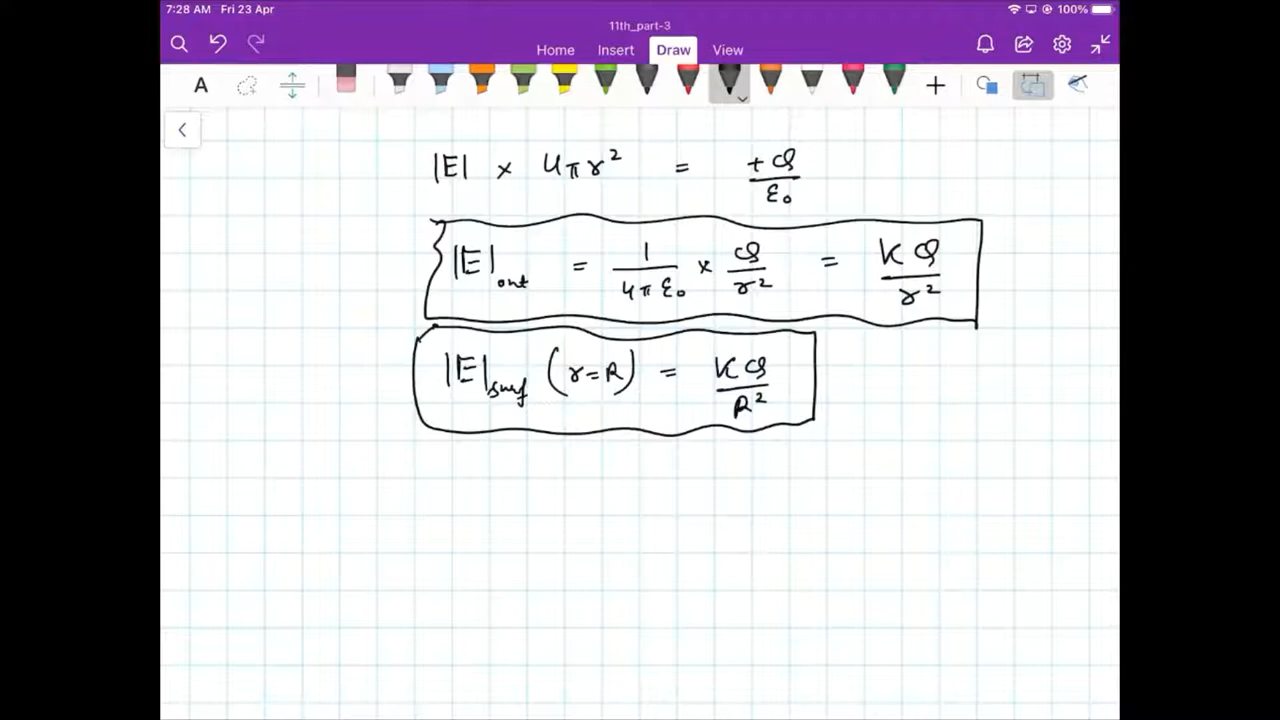 7:28 AM Fri 23 Apr 100%
11th_part-3
Home Insert Draw View
A
|E| × 4πr² = +Q/ε₀
|E|out = 1/4πε₀ × Q/r² = KQ/r²
|E|surf (r=R) = KQ/R²